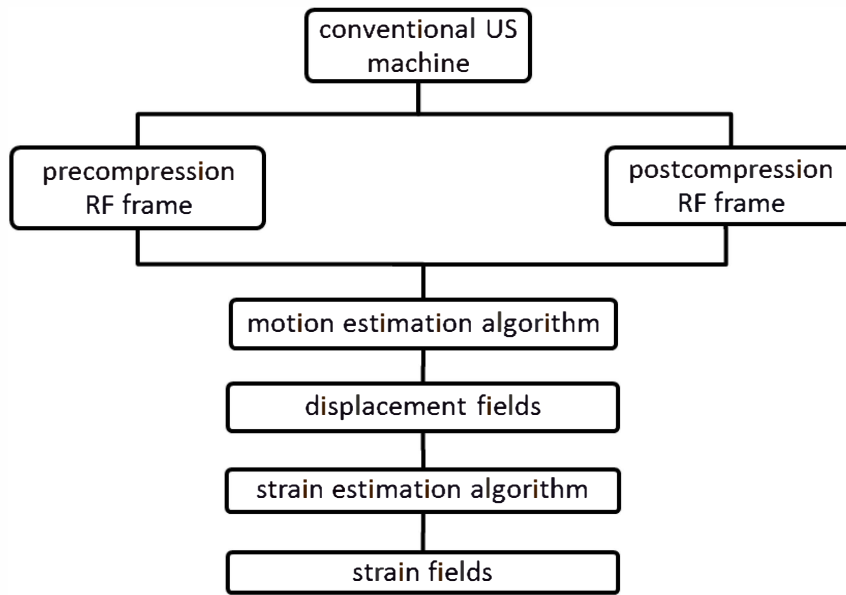 conventional US
machine
precompression
RF frame
postcompression
RF frame
motion estimation algorithm
displacement fields
strain estimation algorithm
strain fields